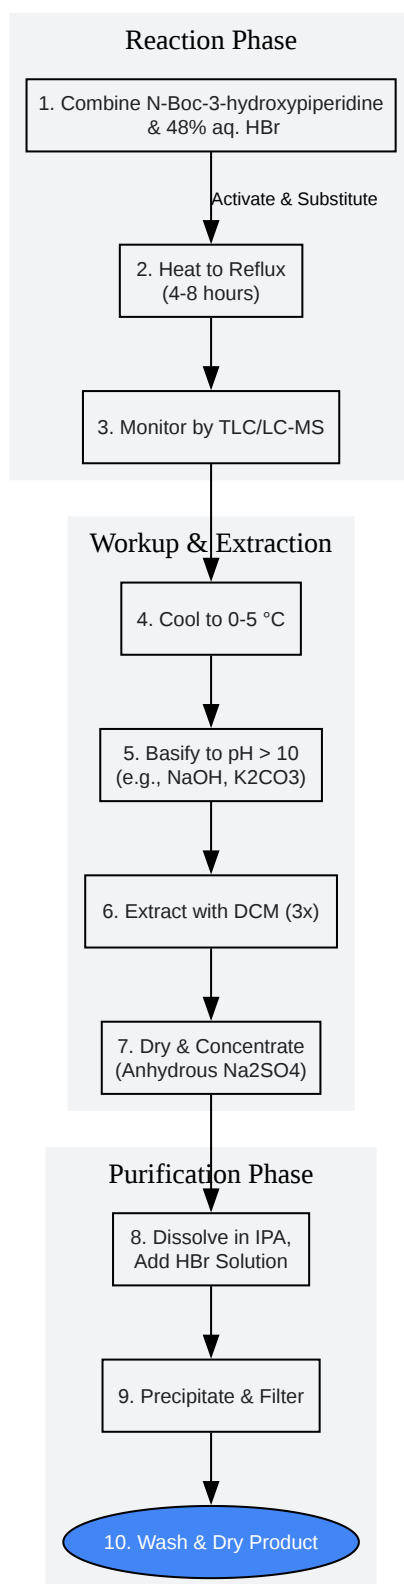 Reaction Phase
1. Combine N-Boc-3-hydroxypiperidine
& 48% aq. HBr
Activate & Substitute
2. Heat to Reflux
(4-8 hours)
3. Monitor by TLC/LC-MS
Workup & Extraction
4. Cool to 0-5 °C
5. Basify to pH > 10
(e.g., NaOH, K2CO3)
6. Extract with DCM (3x)
7. Dry & Concentrate
(Anhydrous Na2SO4)
Purification Phase
8. Dissolve in IPA,
Add HBr Solution
9. Precipitate & Filter
10. Wash & Dry Product